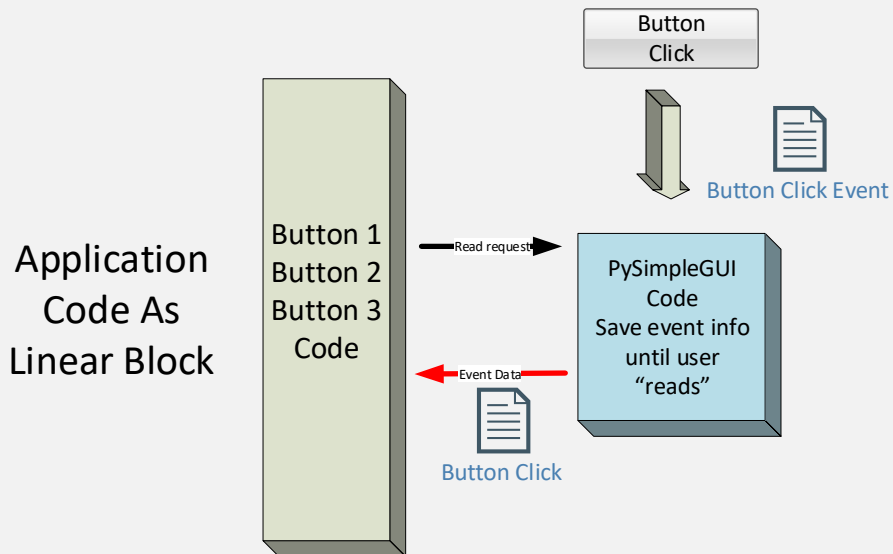 Button
Click
Button Click Event
Application
Code As
Linear Block
Button 1
Button 2
Button 3
Code
Read request
PySimpleGUI
Code
Save event info
until user
“reads”
Event Data
Button Click